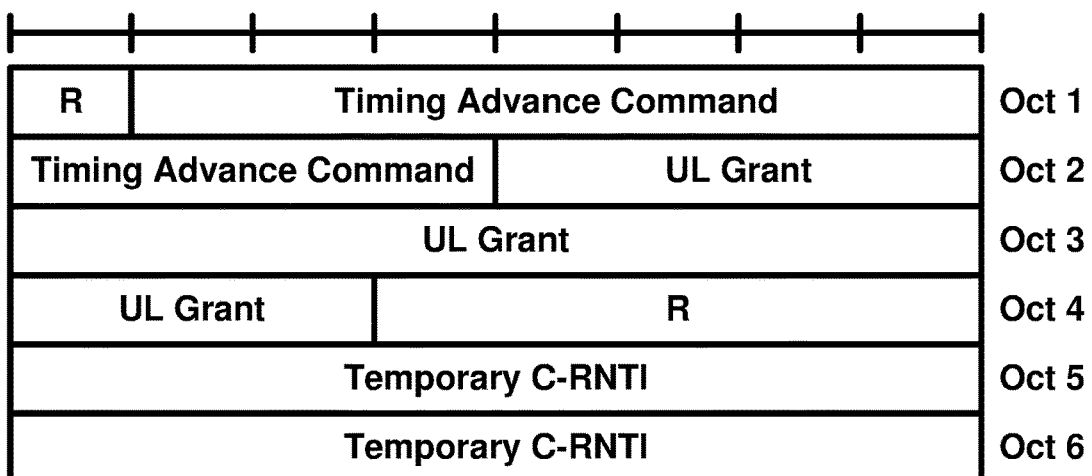 R Timing Advance Command Oct 1
Timing Advance Command UL Grant Oct 2
UL Grant Oct 3
UL Grant R Oct 4
Temporary C-RNTI Oct 5
Temporary C-RNTI Oct 6